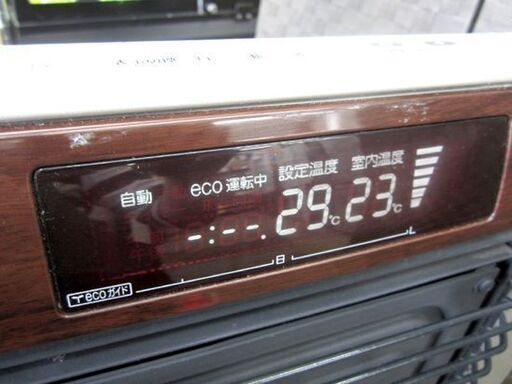 自動 eco 運転中 設定温度 室内温度
-:--. 29℃ 23℃
日 L
ecoガイド